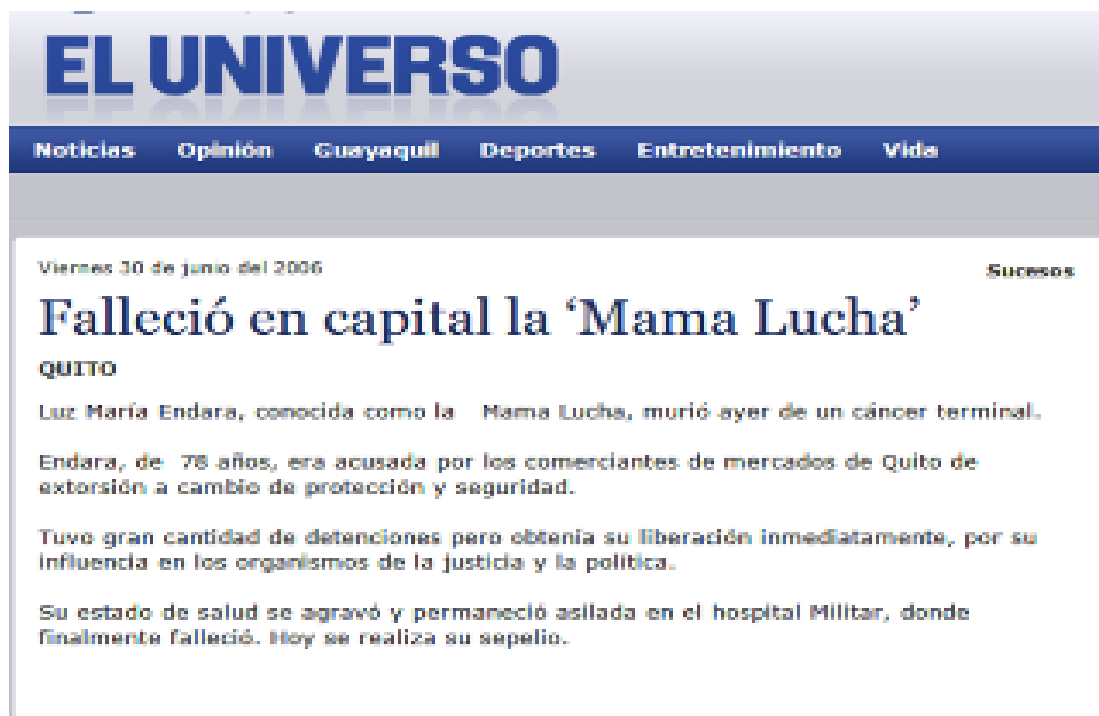 EL UNIVERSO
Noticias Opinión Guayaquil Deportes Entretenimiento Vida
Viernes 30 de junio del 2006 Sucesos
Falleció en capital la ‘Mama Lucha’
QUITO
Luz María Endara, conocida como la Mama Lucha, murió ayer de un cáncer terminal.
Endara, de 78 años, era acusada por los comerciantes de mercados de Quito de
extorsión a cambio de protección y seguridad.
Tuvo gran cantidad de detenciones pero obtenía su liberación inmediatamente, por su
influencia en los organismos de la justicia y la política.
Su estado de salud se agravó y permaneció asilada en el hospital Militar, donde
finalmente falleció. Hoy se realiza su sepelio.